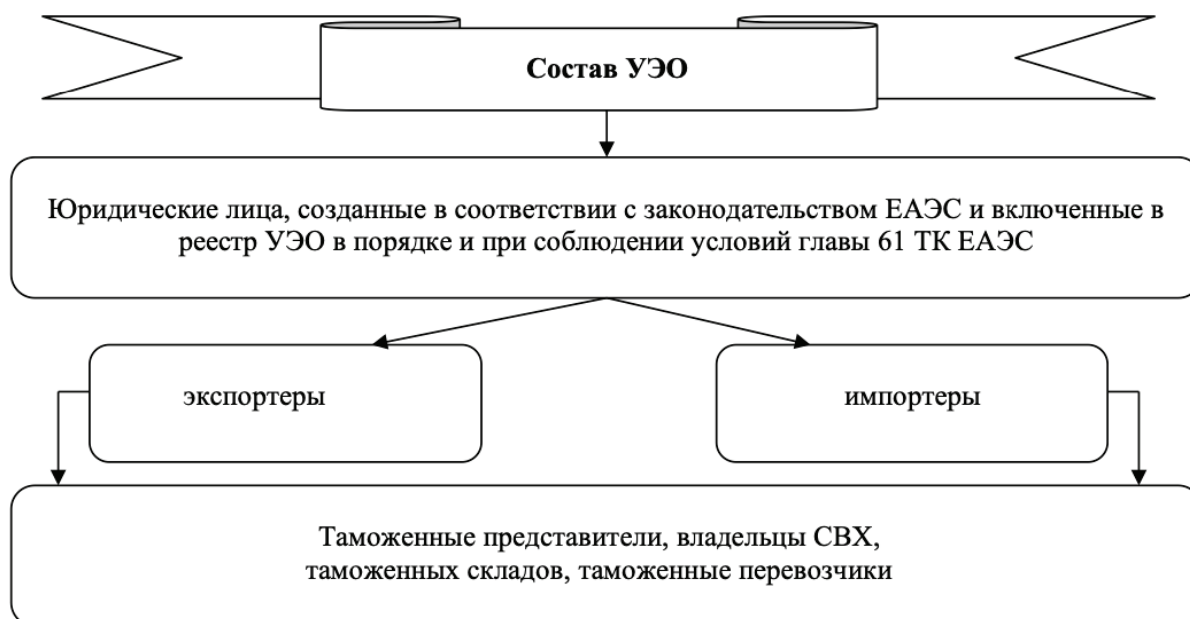 Состав УЭО
Юридические лица, созданные в соответствии с законодательством ЕАЭС и включенные в
реестр УЭО в порядке и при соблюдении условий главы 61 ТК ЕАЭС
экспортеры
импортеры
Таможенные представители, владельцы СВХ,
таможенных складов, таможенные перевозчики